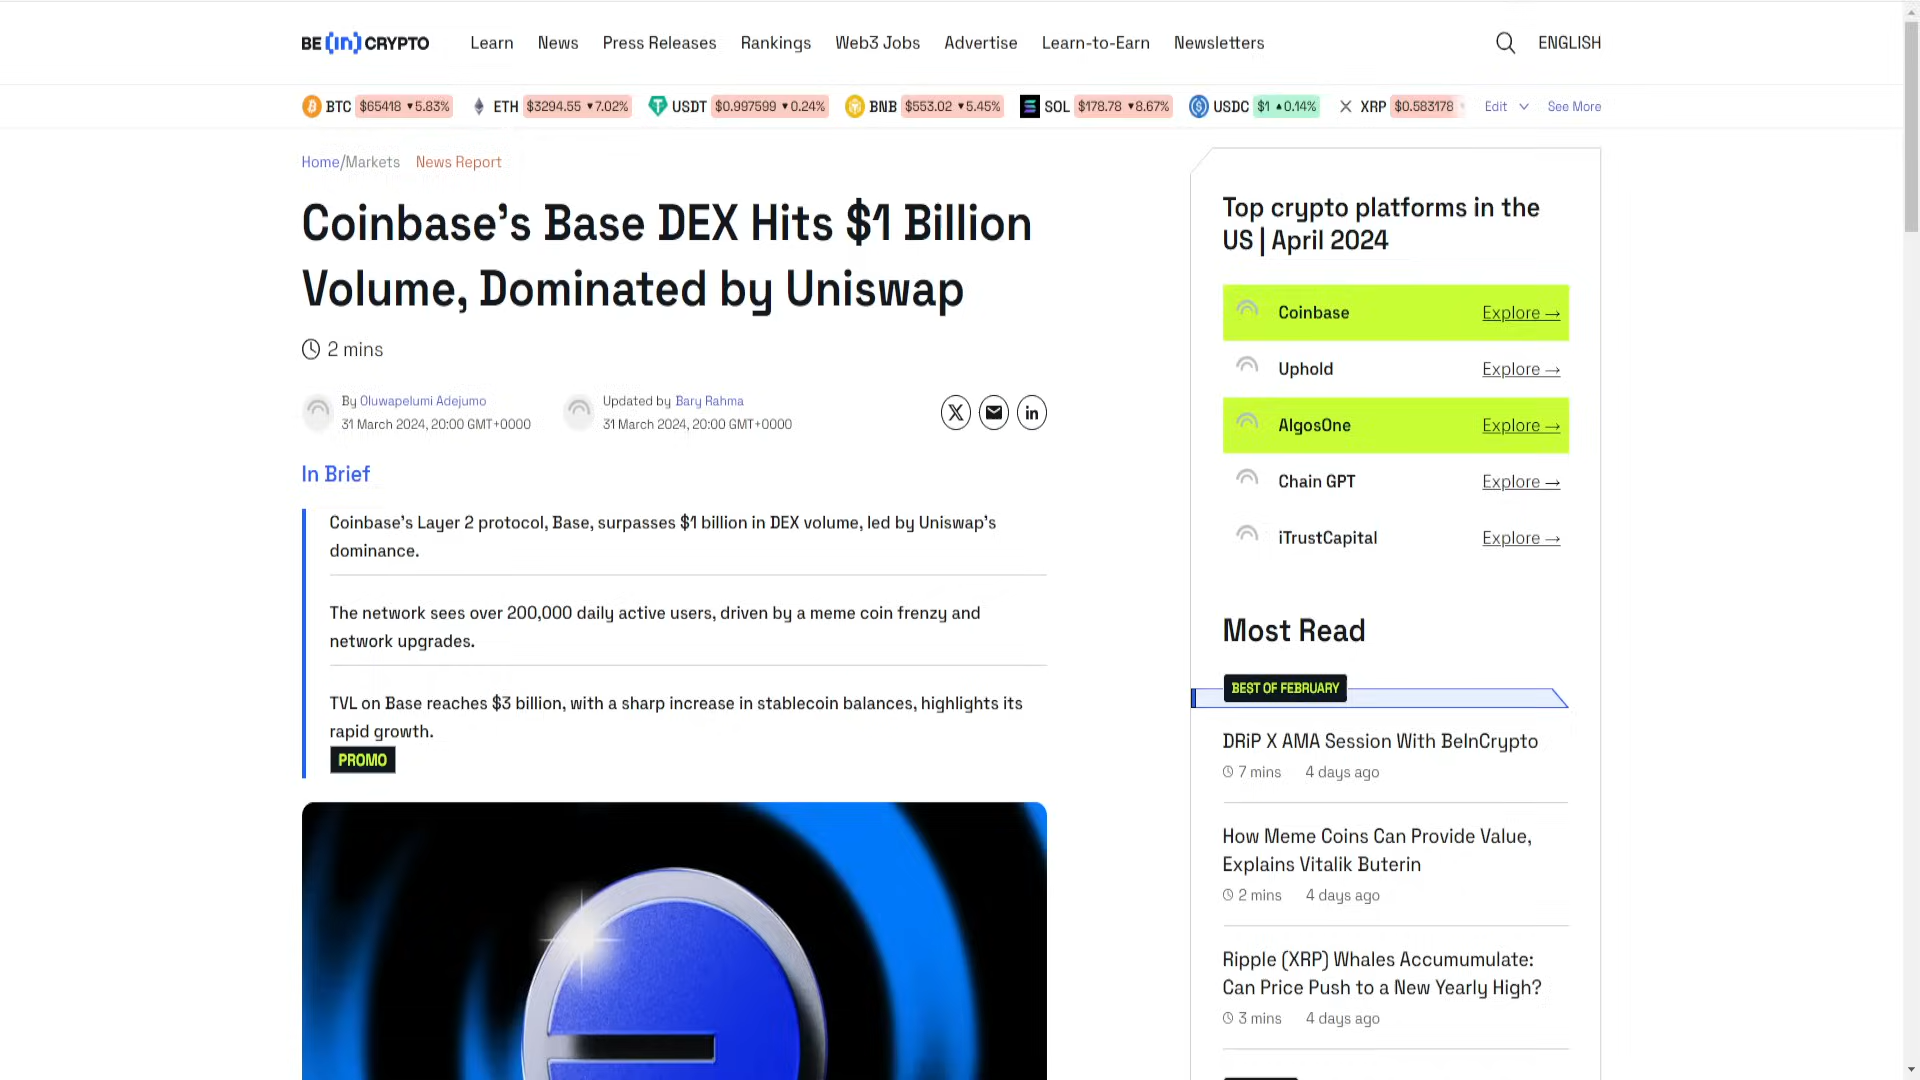 BE[in]CRYPTO Learn News Press Releases Rankings Web3 Jobs Advertise Learn-to-Earn Newsletters ENGLISH
BTC $65418 ▼5.83% ETH $3294.55 ▼7.02% USDT $0.997599 ▼0.24% BNB $553.02 ▼5.45% SOL $178.78 ▼8.67% USDC $1 ▲0.14% XRP $0.583178 Edit See More
Home/Markets News Report
Coinbase's Base DEX Hits $1 Billion
Volume, Dominated by Uniswap
2 mins
By Oluwapelumi Adejumo
31 March 2024, 20:00 GMT+0000
Updated by Bary Rahma
31 March 2024, 20:00 GMT+0000
In Brief
Coinbase's Layer 2 protocol, Base, surpasses $1 billion in DEX volume, led by Uniswap's
dominance.
The network sees over 200,000 daily active users, driven by a meme coin frenzy and
network upgrades.
TVL on Base reaches $3 billion, with a sharp increase in stablecoin balances, highlights its
rapid growth.
PROMO
Top crypto platforms in the
US | April 2024
Coinbase Explore →
Uphold Explore →
AlgosOne Explore →
Chain GPT Explore →
iTrustCapital Explore →
Most Read
BEST OF FEBRUARY
DRiP X AMA Session With BeInCrypto
7 mins 4 days ago
How Meme Coins Can Provide Value,
Explains Vitalik Buterin
2 mins 4 days ago
Ripple (XRP) Whales Accumumulate:
Can Price Push to a New Yearly High?
3 mins 4 days ago